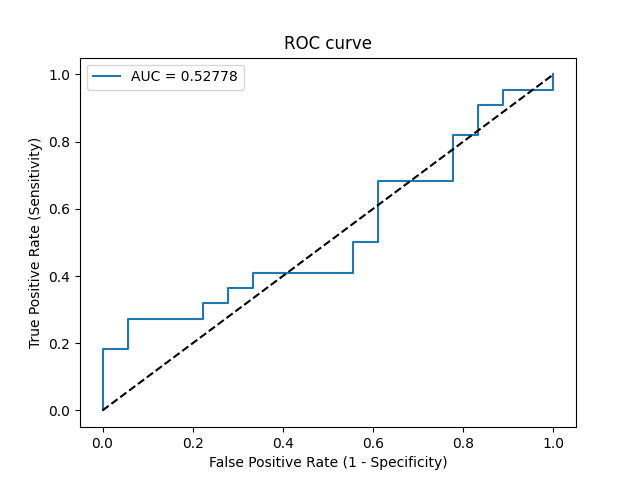 ROC curve
AUC = 0.52778
1.0
0.8
0.6
0.4
0.2
0.0
True Positive Rate (Sensitivity)
0.0 0.2 0.4 0.6 0.8 1.0
False Positive Rate (1 - Specificity)